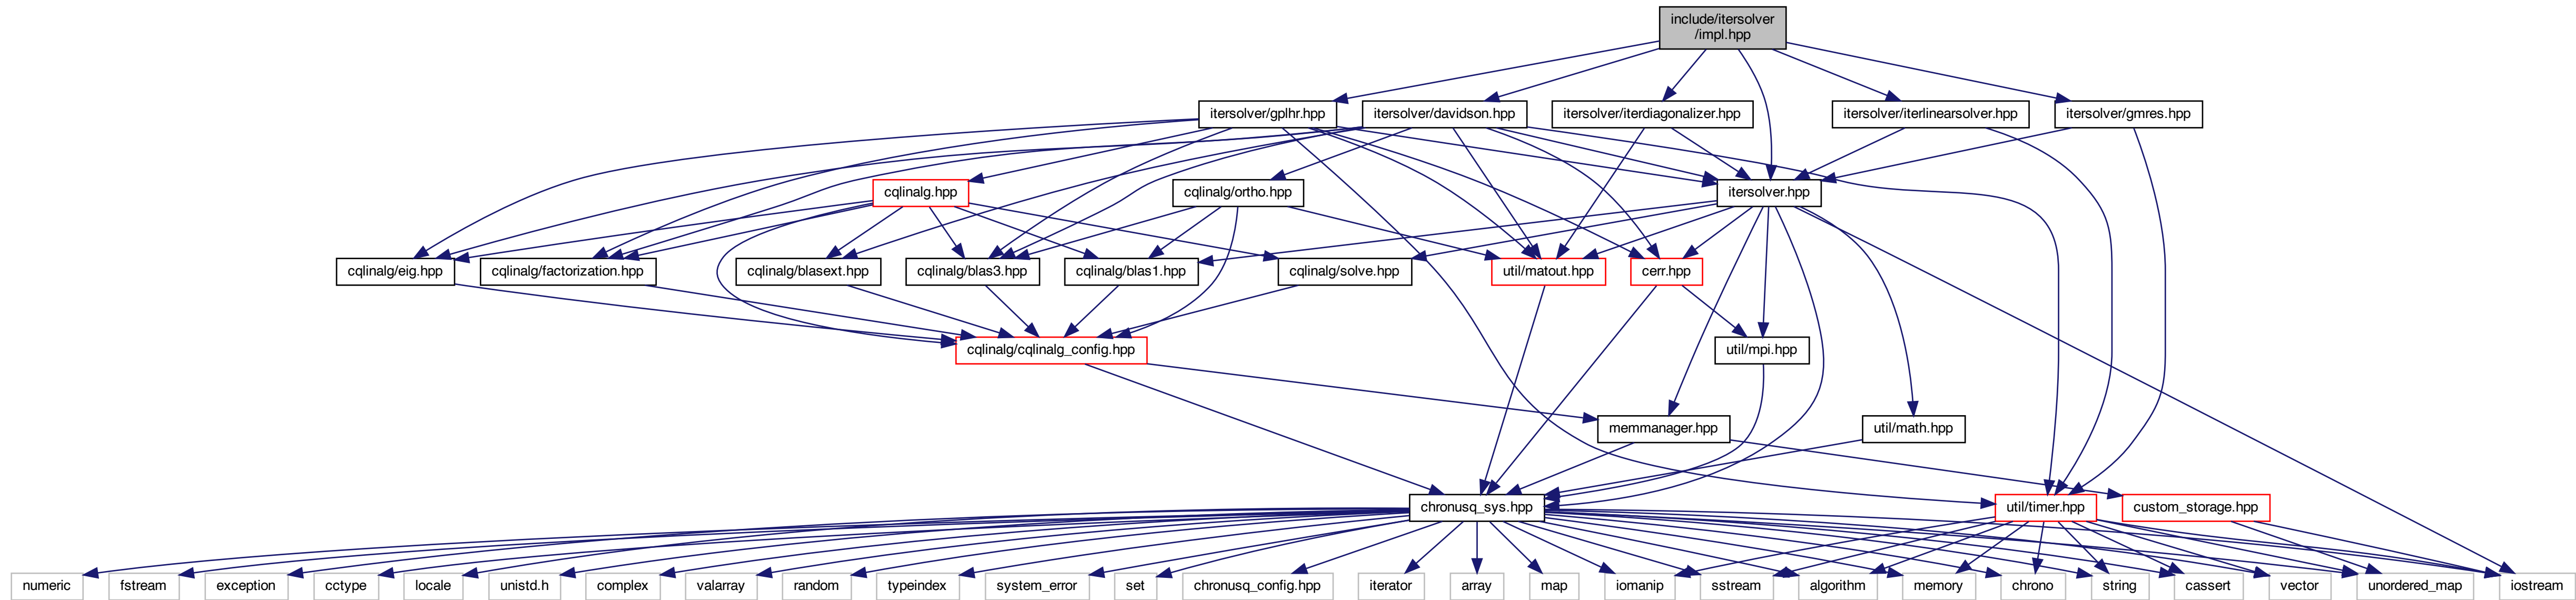 include/itersolver
/impl.hpp
itersolver/gplhr.hpp
itersolver/davidson.hpp
itersolver/iterdiagonalizer.hpp
itersolver/iterlinearsolver.hpp
itersolver/gmres.hpp
cqlinalg.hpp
cqlinalg/ortho.hpp
itersolver.hpp
cqlinalg/eig.hpp
cqlinalg/factorization.hpp
cqlinalg/blasext.hpp
cqlinalg/blas3.hpp
cqlinalg/blas1.hpp
cqlinalg/solve.hpp
util/matout.hpp
cerr.hpp
cqlinalg/cqlinalg_config.hpp
util/mpi.hpp
memmanager.hpp
util/math.hpp
chronusq_sys.hpp
util/timer.hpp
custom_storage.hpp
numeric
fstream
exception
cctype
locale
unistd.h
complex
valarray
random
typeindex
system_error
set
chronusq_config.hpp
iterator
array
map
iomanip
sstream
algorithm
memory
chrono
string
cassert
vector
unordered_map
iostream